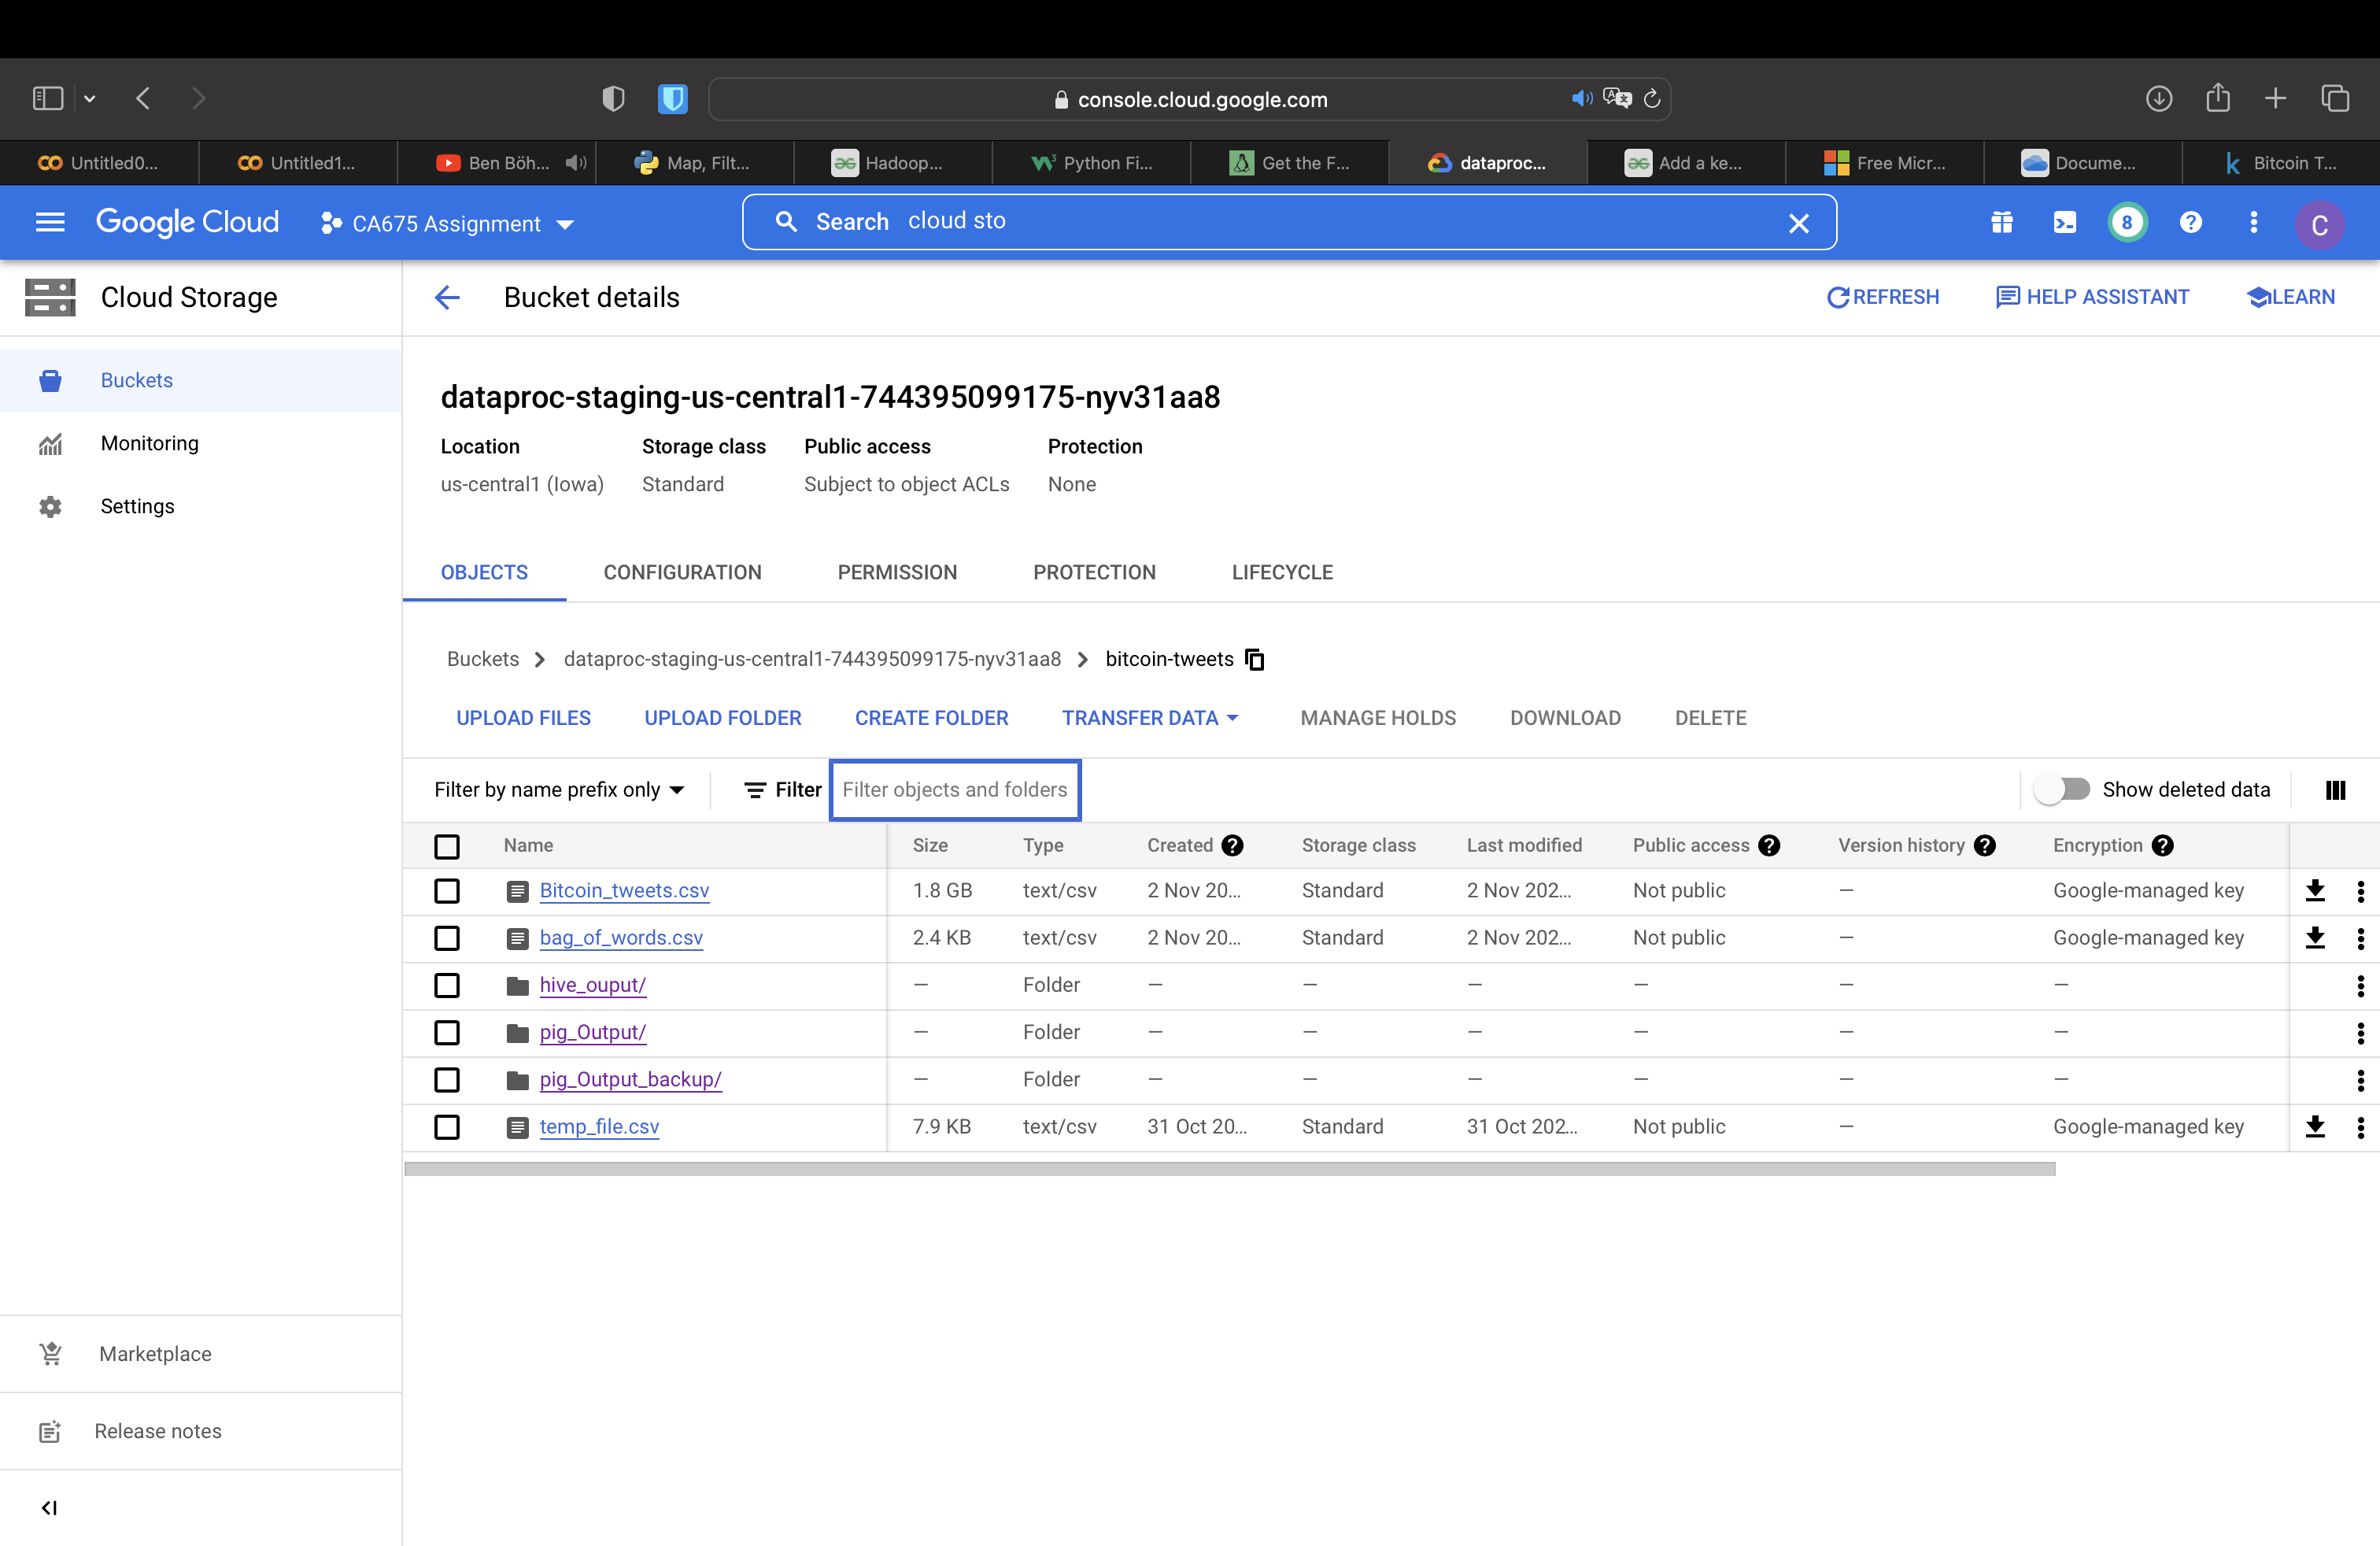 console.cloud.google.com
Untitled0...
Untitled1...
Ben Böh...
Map, Filt...
Hadoop...
Python Fi...
Get the F...
dataproc...
Add a ke...
Free Micr...
Docume...
Bitcoin T...
Google Cloud
CA675 Assignment
Search cloud sto
8
C
Cloud Storage
Bucket details
REFRESH
HELP ASSISTANT
LEARN
Buckets
Monitoring
Settings
Marketplace
Release notes
dataproc-staging-us-central1-744395099175-nyv31aa8
Location Storage class Public access Protection
us-central1 (Iowa) Standard Subject to object ACLs None
OBJECTS CONFIGURATION PERMISSION PROTECTION LIFECYCLE
Buckets dataproc-staging-us-central1-744395099175-nyv31aa8 bitcoin-tweets
UPLOAD FILES UPLOAD FOLDER CREATE FOLDER TRANSFER DATA MANAGE HOLDS DOWNLOAD DELETE
Filter by name prefix only Filter Filter objects and folders Show deleted data
Name Size Type Created Storage class Last modified Public access Version history Encryption
Bitcoin_tweets.csv 1.8 GB text/csv 2 Nov 20... Standard 2 Nov 202... Not public — Google-managed key
bag_of_words.csv 2.4 KB text/csv 2 Nov 20... Standard 2 Nov 202... Not public — Google-managed key
hive_ouput/ — Folder — — — — — —
pig_Output/ — Folder — — — — — —
pig_Output_backup/ — Folder — — — — — —
temp_file.csv 7.9 KB text/csv 31 Oct 20... Standard 31 Oct 202... Not public — Google-managed key